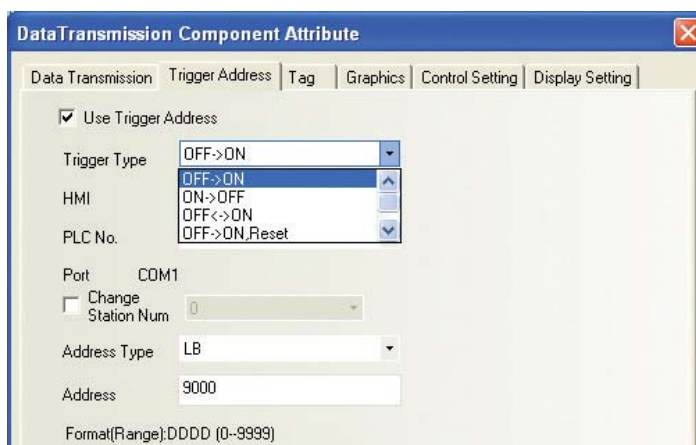 DataTransmission Component Attribute
Data Transmission Trigger Address Tag Graphics Control Setting Display Setting
Use Trigger Address
Trigger Type OFF->ON
OFF->ON
HMI ON->OFF
OFF<->ON
PLC No. OFF->ON,Reset
Port COM1
Change
Station Num 0
Address Type LB
Address 9000
Format(Range):DDDD (0--9999)